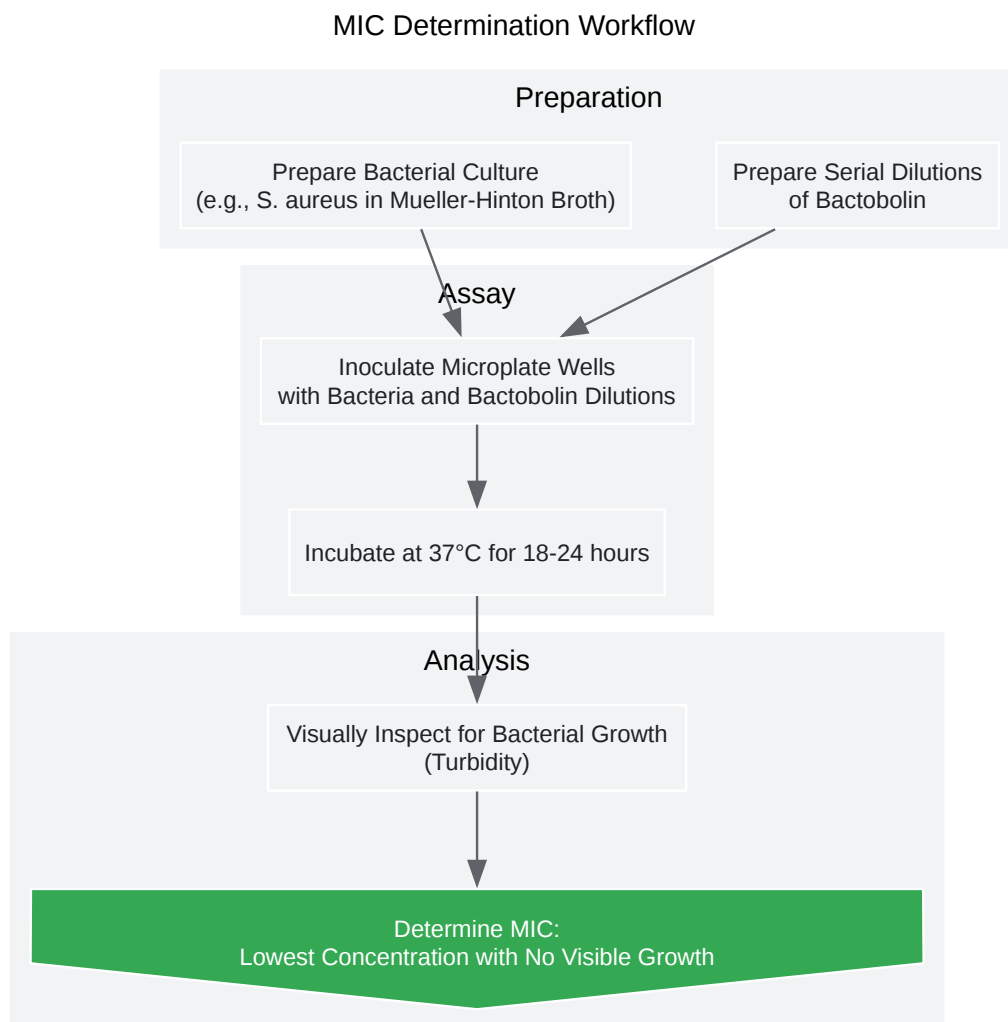 MIC Determination Workflow
Preparation
Prepare Bacterial Culture
(e.g., S. aureus in Mueller-Hinton Broth)
Prepare Serial Dilutions
of Bactobolin
Assay
Inoculate Microplate Wells
with Bacteria and Bactobolin Dilutions
Incubate at 37°C for 18-24 hours
Analysis
Visually Inspect for Bacterial Growth
(Turbidity)
Determine MIC:
Lowest Concentration with No Visible Growth